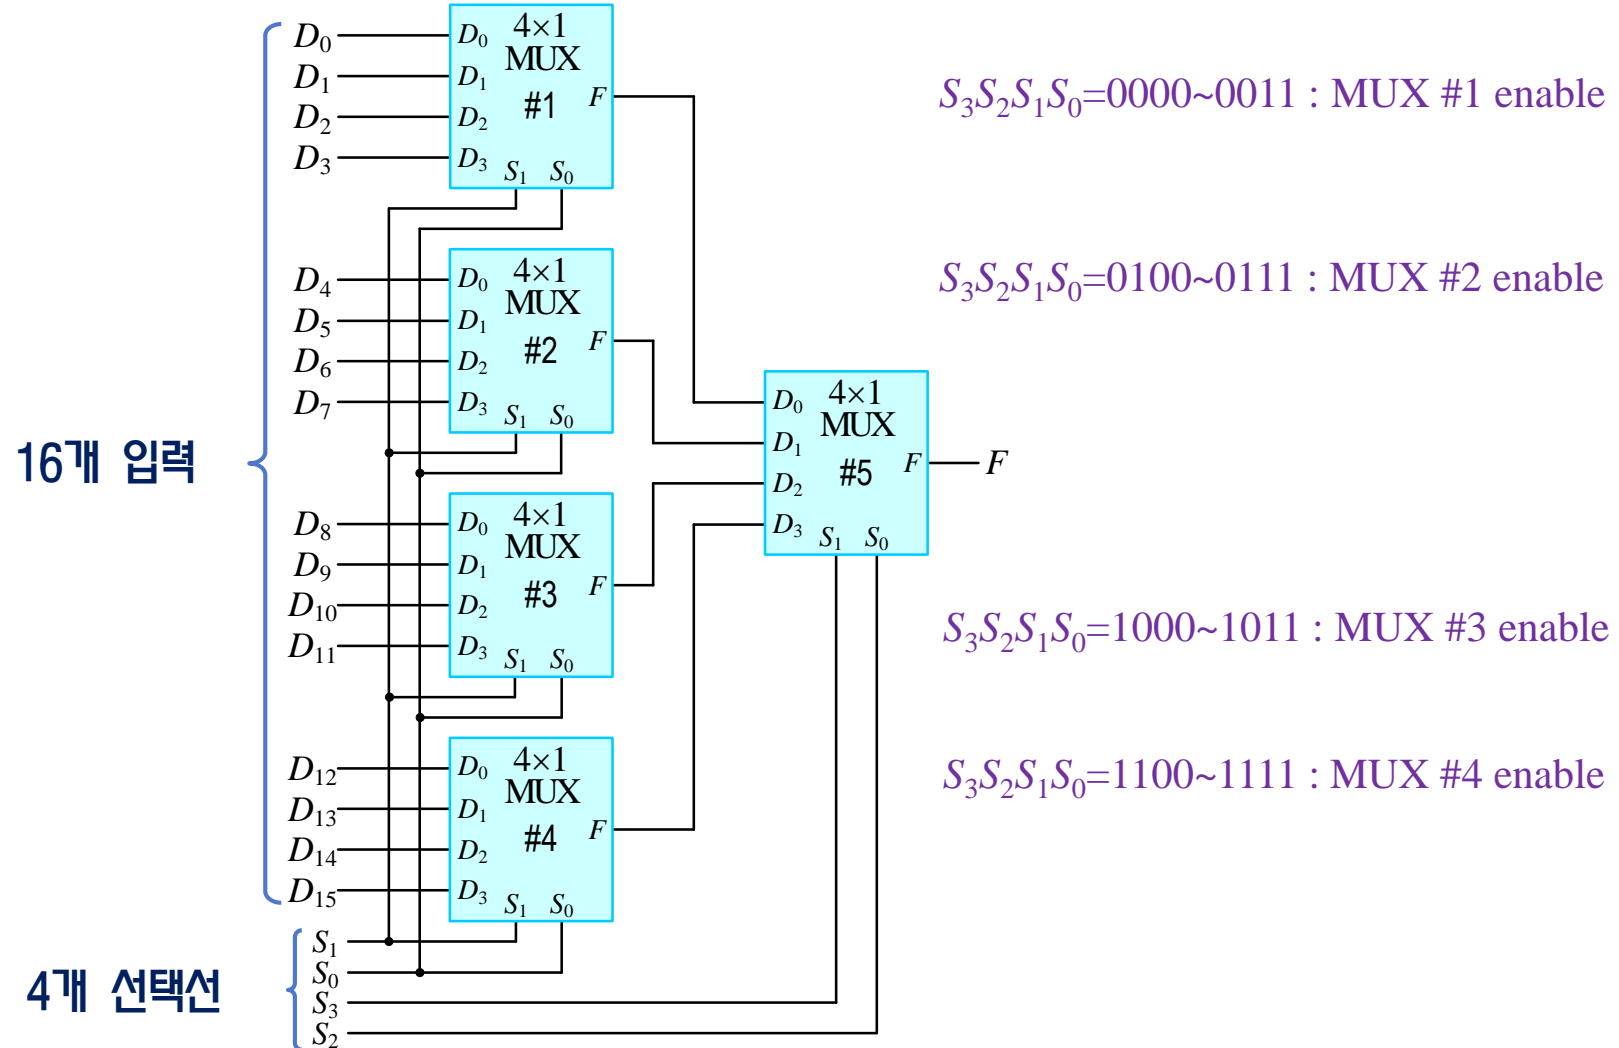 D₀
D₁
D₂
D₃
D₀ 4×1
D₁ MUX
D₂ #1 F
D₃ S₁ S₀
S₃S₂S₁S₀=0000~0011 : MUX #1 enable
D₄
D₅
D₆
D₇
D₀ 4×1
D₁ MUX
D₂ #2 F
D₃ S₁ S₀
S₃S₂S₁S₀=0100~0111 : MUX #2 enable
16개 입력
D₀ 4×1
D₁ MUX
D₂ #5 F
D₃ S₁ S₀
F
D₈
D₉
D₁₀
D₁₁
D₀ 4×1
D₁ MUX
D₂ #3 F
D₃ S₁ S₀
S₃S₂S₁S₀=1000~1011 : MUX #3 enable
D₁₂
D₁₃
D₁₄
D₁₅
D₀ 4×1
D₁ MUX
D₂ #4 F
D₃ S₁ S₀
S₃S₂S₁S₀=1100~1111 : MUX #4 enable
4개 선택선
S₁
S₀
S₃
S₂